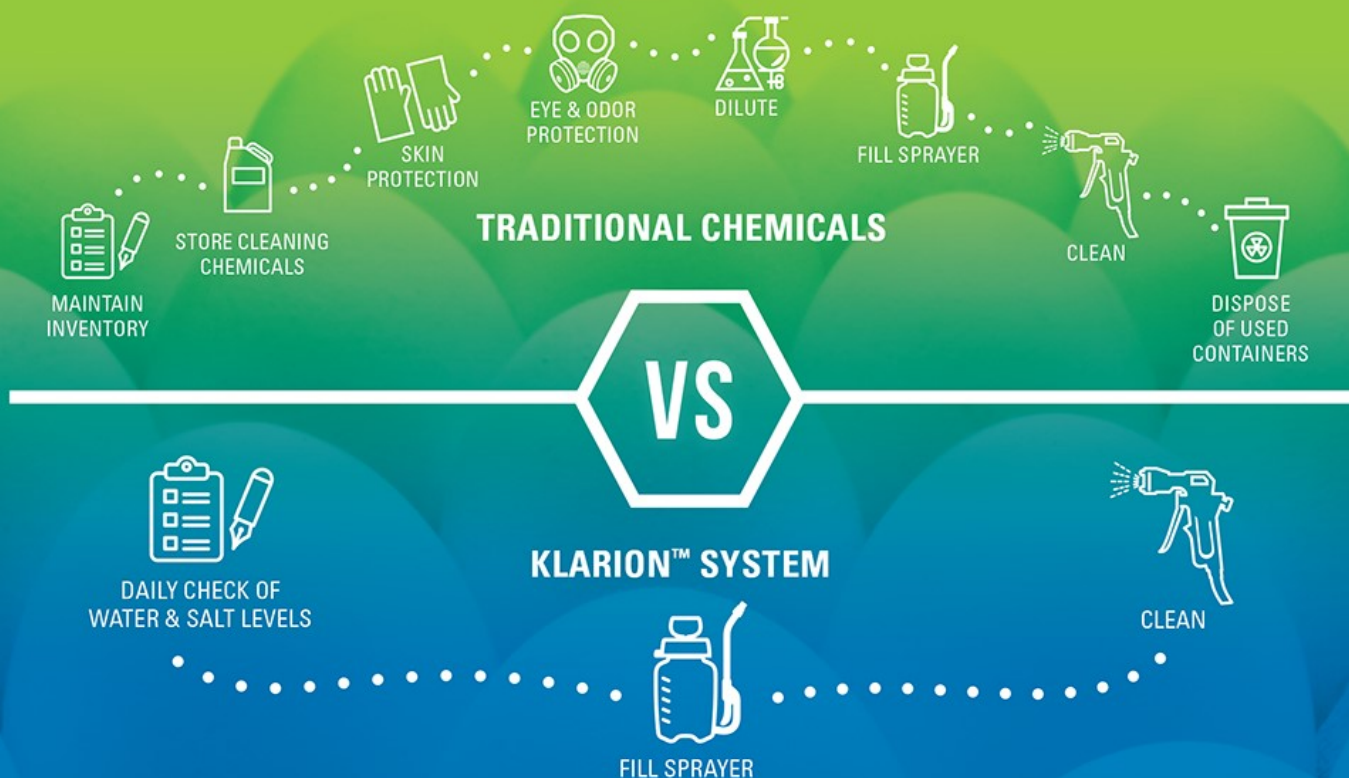 MAINTAIN
INVENTORY
STORE CLEANING
CHEMICALS
SKIN
PROTECTION
EYE & ODOR
PROTECTION
DILUTE
FILL SPRAYER
CLEAN
DISPOSE
OF USED
CONTAINERS
TRADITIONAL CHEMICALS
VS
KLARION™ SYSTEM
DAILY CHECK OF
WATER & SALT LEVELS
FILL SPRAYER
CLEAN